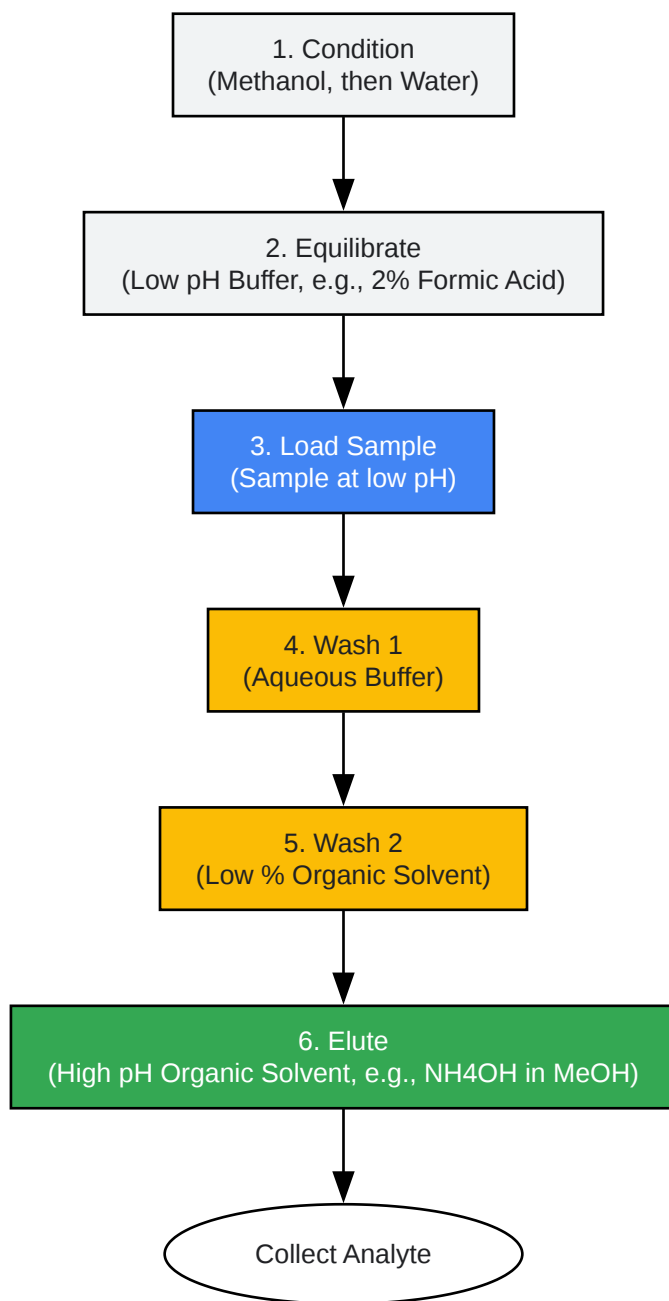 1. Condition
(Methanol, then Water)
2. Equilibrate
(Low pH Buffer, e.g., 2% Formic Acid)
3. Load Sample
(Sample at low pH)
4. Wash 1
(Aqueous Buffer)
5. Wash 2
(Low % Organic Solvent)
6. Elute
(High pH Organic Solvent, e.g., NH4OH in MeOH)
Collect Analyte